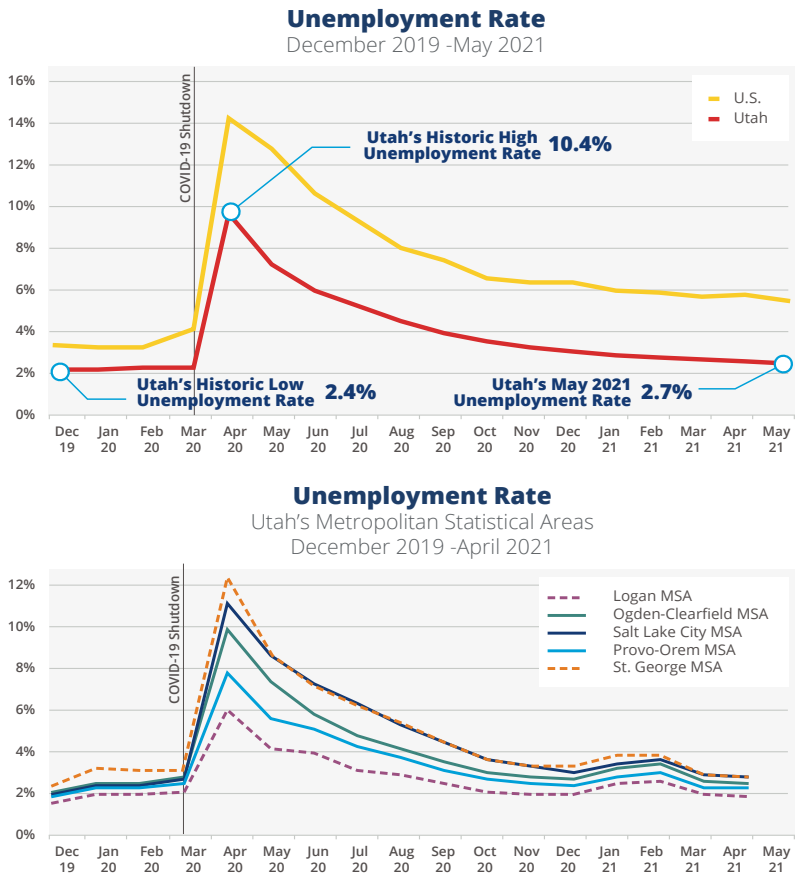 Unemployment Rate
December 2019 -May 2021
16%
14%
12%
10%
8%
6%
4%
2%
0%
COVID-19 Shutdown
U.S.
Utah
Utah's Historic High
Unemployment Rate 10.4%
Utah's Historic Low
Unemployment Rate 2.4%
Utah's May 2021
Unemployment Rate 2.7%
Dec Jan Feb Mar Apr May Jun Jul Aug Sep Oct Nov Dec Jan Feb Mar Apr May
19 20 20 20 20 20 20 20 20 20 20 20 20 21 21 21 21 21
Unemployment Rate
Utah's Metropolitan Statistical Areas
December 2019 -April 2021
12%
10%
8%
6%
4%
2%
0%
COVID-19 Shutdown
Logan MSA
Ogden-Clearfield MSA
Salt Lake City MSA
Provo-Orem MSA
St. George MSA
Dec Jan Feb Mar Apr May Jun Jul Aug Sep Oct Nov Dec Jan Feb Mar Apr May
19 20 20 20 20 20 20 20 20 20 20 20 20 21 21 21 21 21